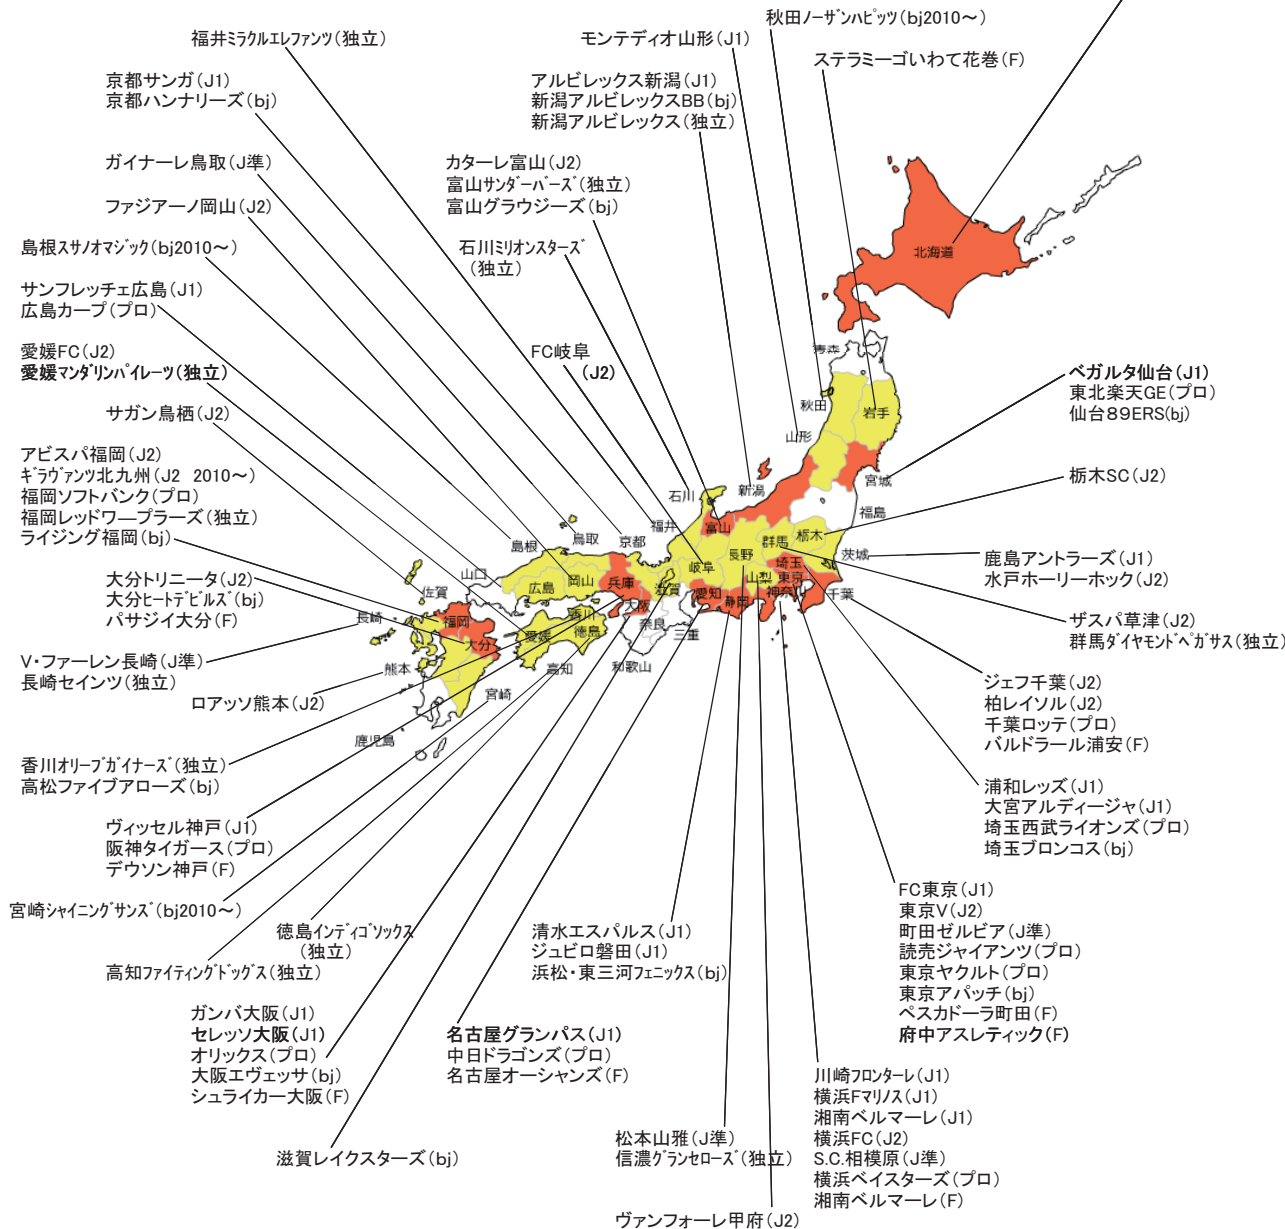 秋田ノーザンハピッツ(bj2010～)
福井ミラクルエレファンツ(独立)
モンテディオ山形(J1)
ステラミーゴいわて花巻(F)
京都サンガ(J1)
京都ハンナリーズ(bj)
アルビレックス新潟(J1)
新潟アルビレックスBB(bj)
新潟アルビレックス(独立)
ガイナーレ鳥取(J準)
カターレ富山(J2)
富山サンダーバーズ(独立)
富山グラウジーズ(bj)
ファジアーノ岡山(J2)
島根スサノオマジック(bj2010～)
石川ミリオンスターズ
(独立)
サンフレッチェ広島(J1)
広島カープ(プロ)
愛媛FC(J2)
愛媛マンダリンパイレーツ(独立)
FC岐阜
(J2)
サガン鳥栖(J2)
ベガルタ仙台(J1)
東北楽天GE(プロ)
仙台89ERS(bj)
アビスパ福岡(J2)
ギラヴァンツ北九州(J2 2010～)
福岡ソフトバンク(プロ)
福岡レッドワープラーズ(独立)
ライジング福岡(bj)
栃木SC(J2)
鹿島アントラーズ(J1)
水戸ホーリーホック(J2)
大分トリニータ(J2)
大分ヒートデビルズ(bj)
バサジイ大分(F)
ザスパ草津(J2)
群馬ダイヤモンドペガサス(独立)
V・ファーレン長崎(J準)
長崎セインツ(独立)
ロアッソ熊本(J2)
ジェフ千葉(J2)
柏レイソル(J2)
千葉ロッテ(プロ)
バルドラール浦安(F)
香川オリーブガイナーズ(独立)
高松ファイブアローズ(bj)
浦和レッズ(J1)
大宮アルディージャ(J1)
埼玉西武ライオンズ(プロ)
埼玉ブロンコス(bj)
ヴィッセル神戸(J1)
阪神タイガース(プロ)
デウソン神戸(F)
宮崎シャイニングサンズ(bj2010～)
徳島インディゴソックス
(独立)
高知ファイティングドッグス(独立)
清水エスパルス(J1)
ジュビロ磐田(J1)
浜松・東三河フェニックス(bj)
FC東京(J1)
東京V(J2)
町田ゼルビア(J準)
読売ジャイアンツ(プロ)
東京ヤクルト(プロ)
東京アパッチ(bj)
ペスカドーラ町田(F)
府中アスレティック(F)
ガンバ大阪(J1)
セレッソ大阪(J1)
オリックス(プロ)
大阪エヴェッサ(bj)
シュライカー大阪(F)
名古屋グランパス(J1)
中日ドラゴンズ(プロ)
名古屋オーシャンズ(F)
川崎フロンターレ(J1)
横浜Fマリノス(J1)
湘南ベルマーレ(J1)
横浜FC(J2)
S.C.相模原(J準)
横浜ベイスターズ(プロ)
湘南ベルマーレ(F)
松本山雅(J準)
信濃グランセローズ(独立)
滋賀レイクスターズ(bj)
ヴァンフォーレ甲府(J2)
北海道
青森
秋田
岩手
山形
宮城
福島
新潟
石川
富山
福井
長野
群馬
栃木
茨城
埼玉
東京
千葉
神奈川
山梨
静岡
岐阜
愛知
滋賀
三重
京都
奈良
大阪
和歌山
兵庫
鳥取
島根
岡山
広島
山口
香川
徳島
愛媛
高知
福岡
佐賀
長崎
大分
熊本
宮崎
鹿児島